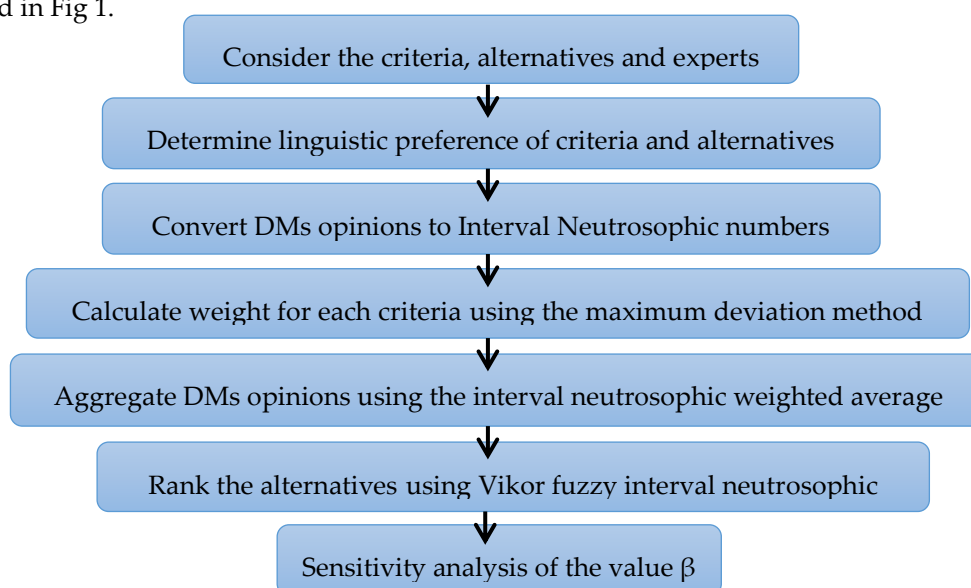 d in Fig 1.
Consider the criteria, alternatives and experts
Determine linguistic preference of criteria and alternatives
Convert DMs opinions to Interval Neutrosophic numbers
Calculate weight for each criteria using the maximum deviation method
Aggregate DMs opinions using the interval neutrosophic weighted average
Rank the alternatives using Vikor fuzzy interval neutrosophic
Sensitivity analysis of the value β